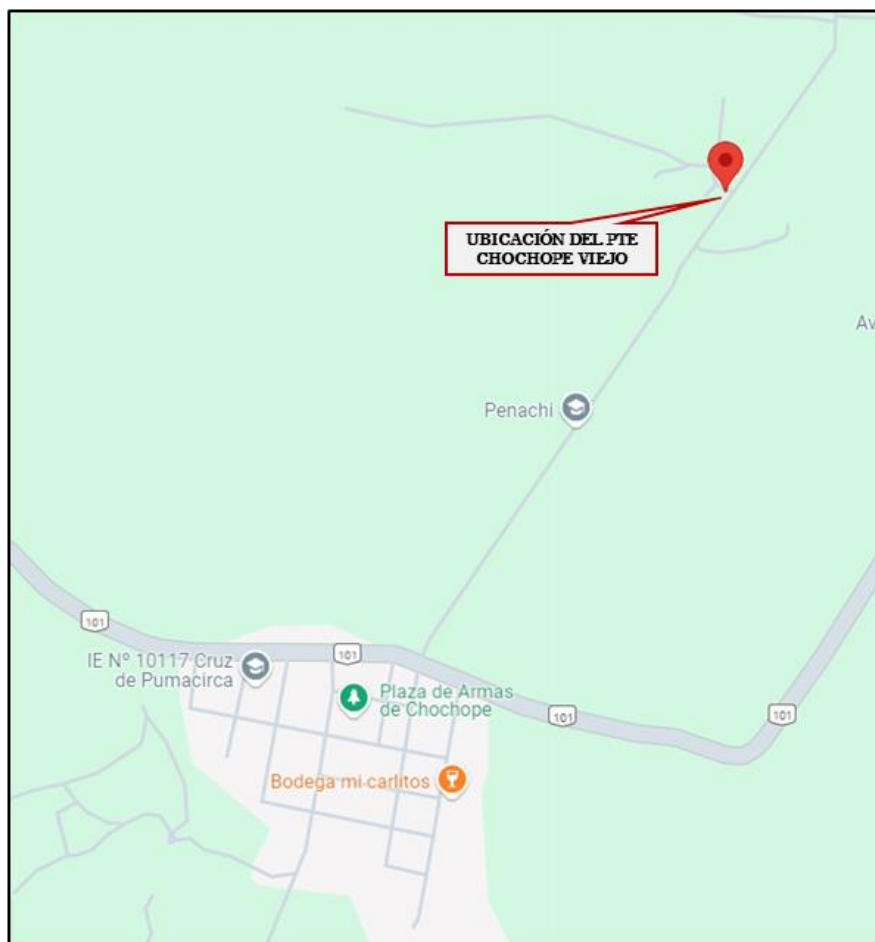 UBICACIÓN DEL PTE
CHOCHOPE VIEJO
Av
Penachi
101
IE Nº 10117 Cruz
de Pumacirca
101
Plaza de Armas
de Chochope
101
101
Bodega mi carlitos